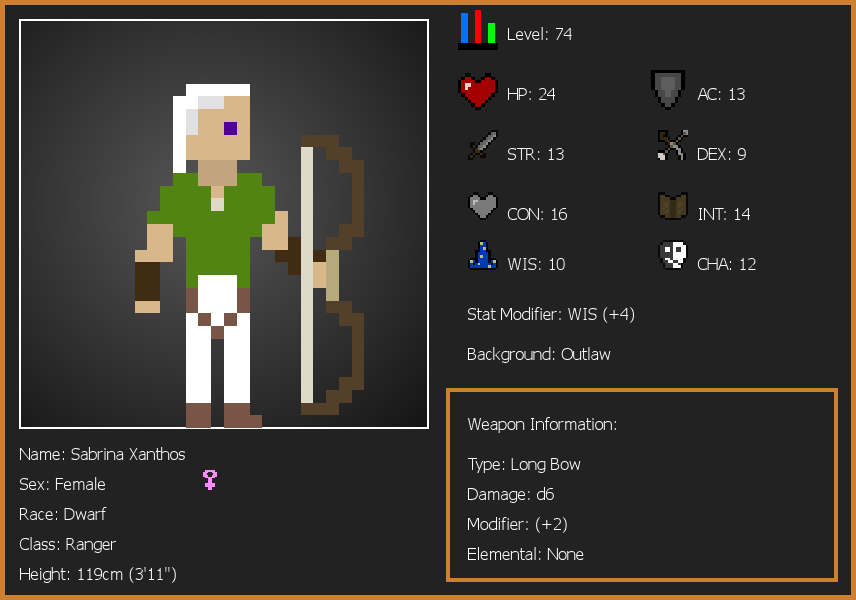 Level: 74
HP: 24
AC: 13
STR: 13
DEX: 9
CON: 16
INT: 14
WIS: 10
CHA: 12
Stat Modifier: WIS (+4)
Background: Outlaw
Weapon Information:
Type: Long Bow
Damage: d6
Modifier: (+2)
Elemental: None
Name: Sabrina Xanthos
Sex: Female
Race: Dwarf
Class: Ranger
Height: 119cm (3'11")